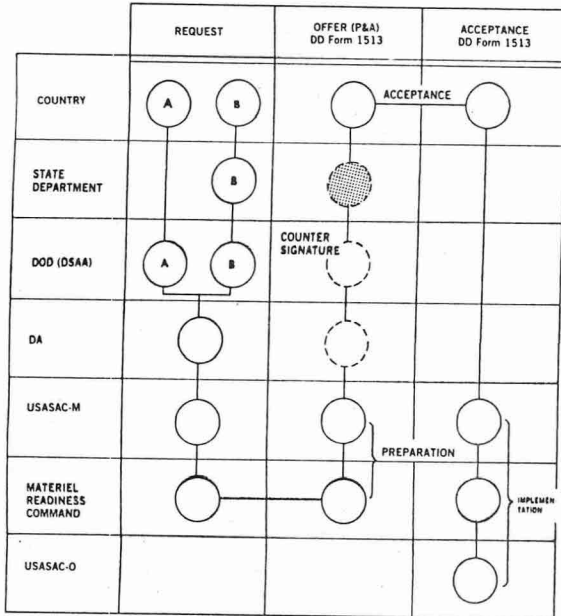 REQUEST
OFFER (P&A)
DD Form 1513
ACCEPTANCE
DD Form 1513
COUNTRY
A
B
ACCEPTANCE
STATE
DEPARTMENT
B
DOD (DSAA)
A
B
COUNTER
SIGNATURE
DA
USASAC-M
PREPARATION
MATERIEL
READINESS
COMMAND
IMPLEMEN
TATION
USASAC-O